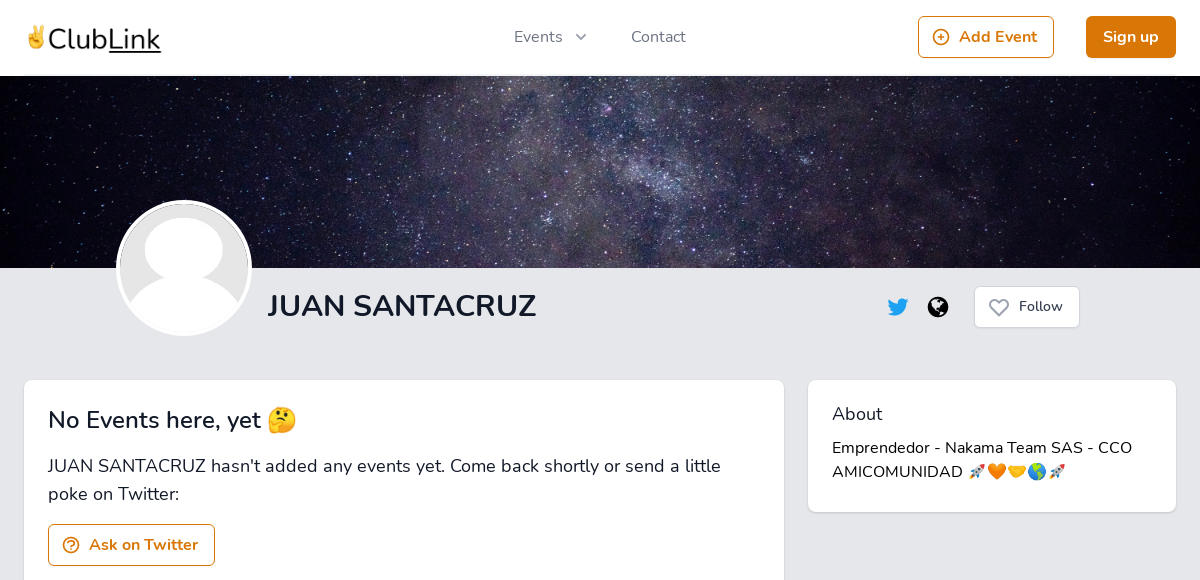 ✌️ClubLink
Events
Contact
Add Event
Sign up
JUAN SANTACRUZ
Follow
No Events here, yet 🤔
JUAN SANTACRUZ hasn't added any events yet. Come back shortly or send a little
poke on Twitter:
Ask on Twitter
About
Emprendedor - Nakama Team SAS - CCO
AMICOMUNIDAD 🚀🧡🤝🌎🚀